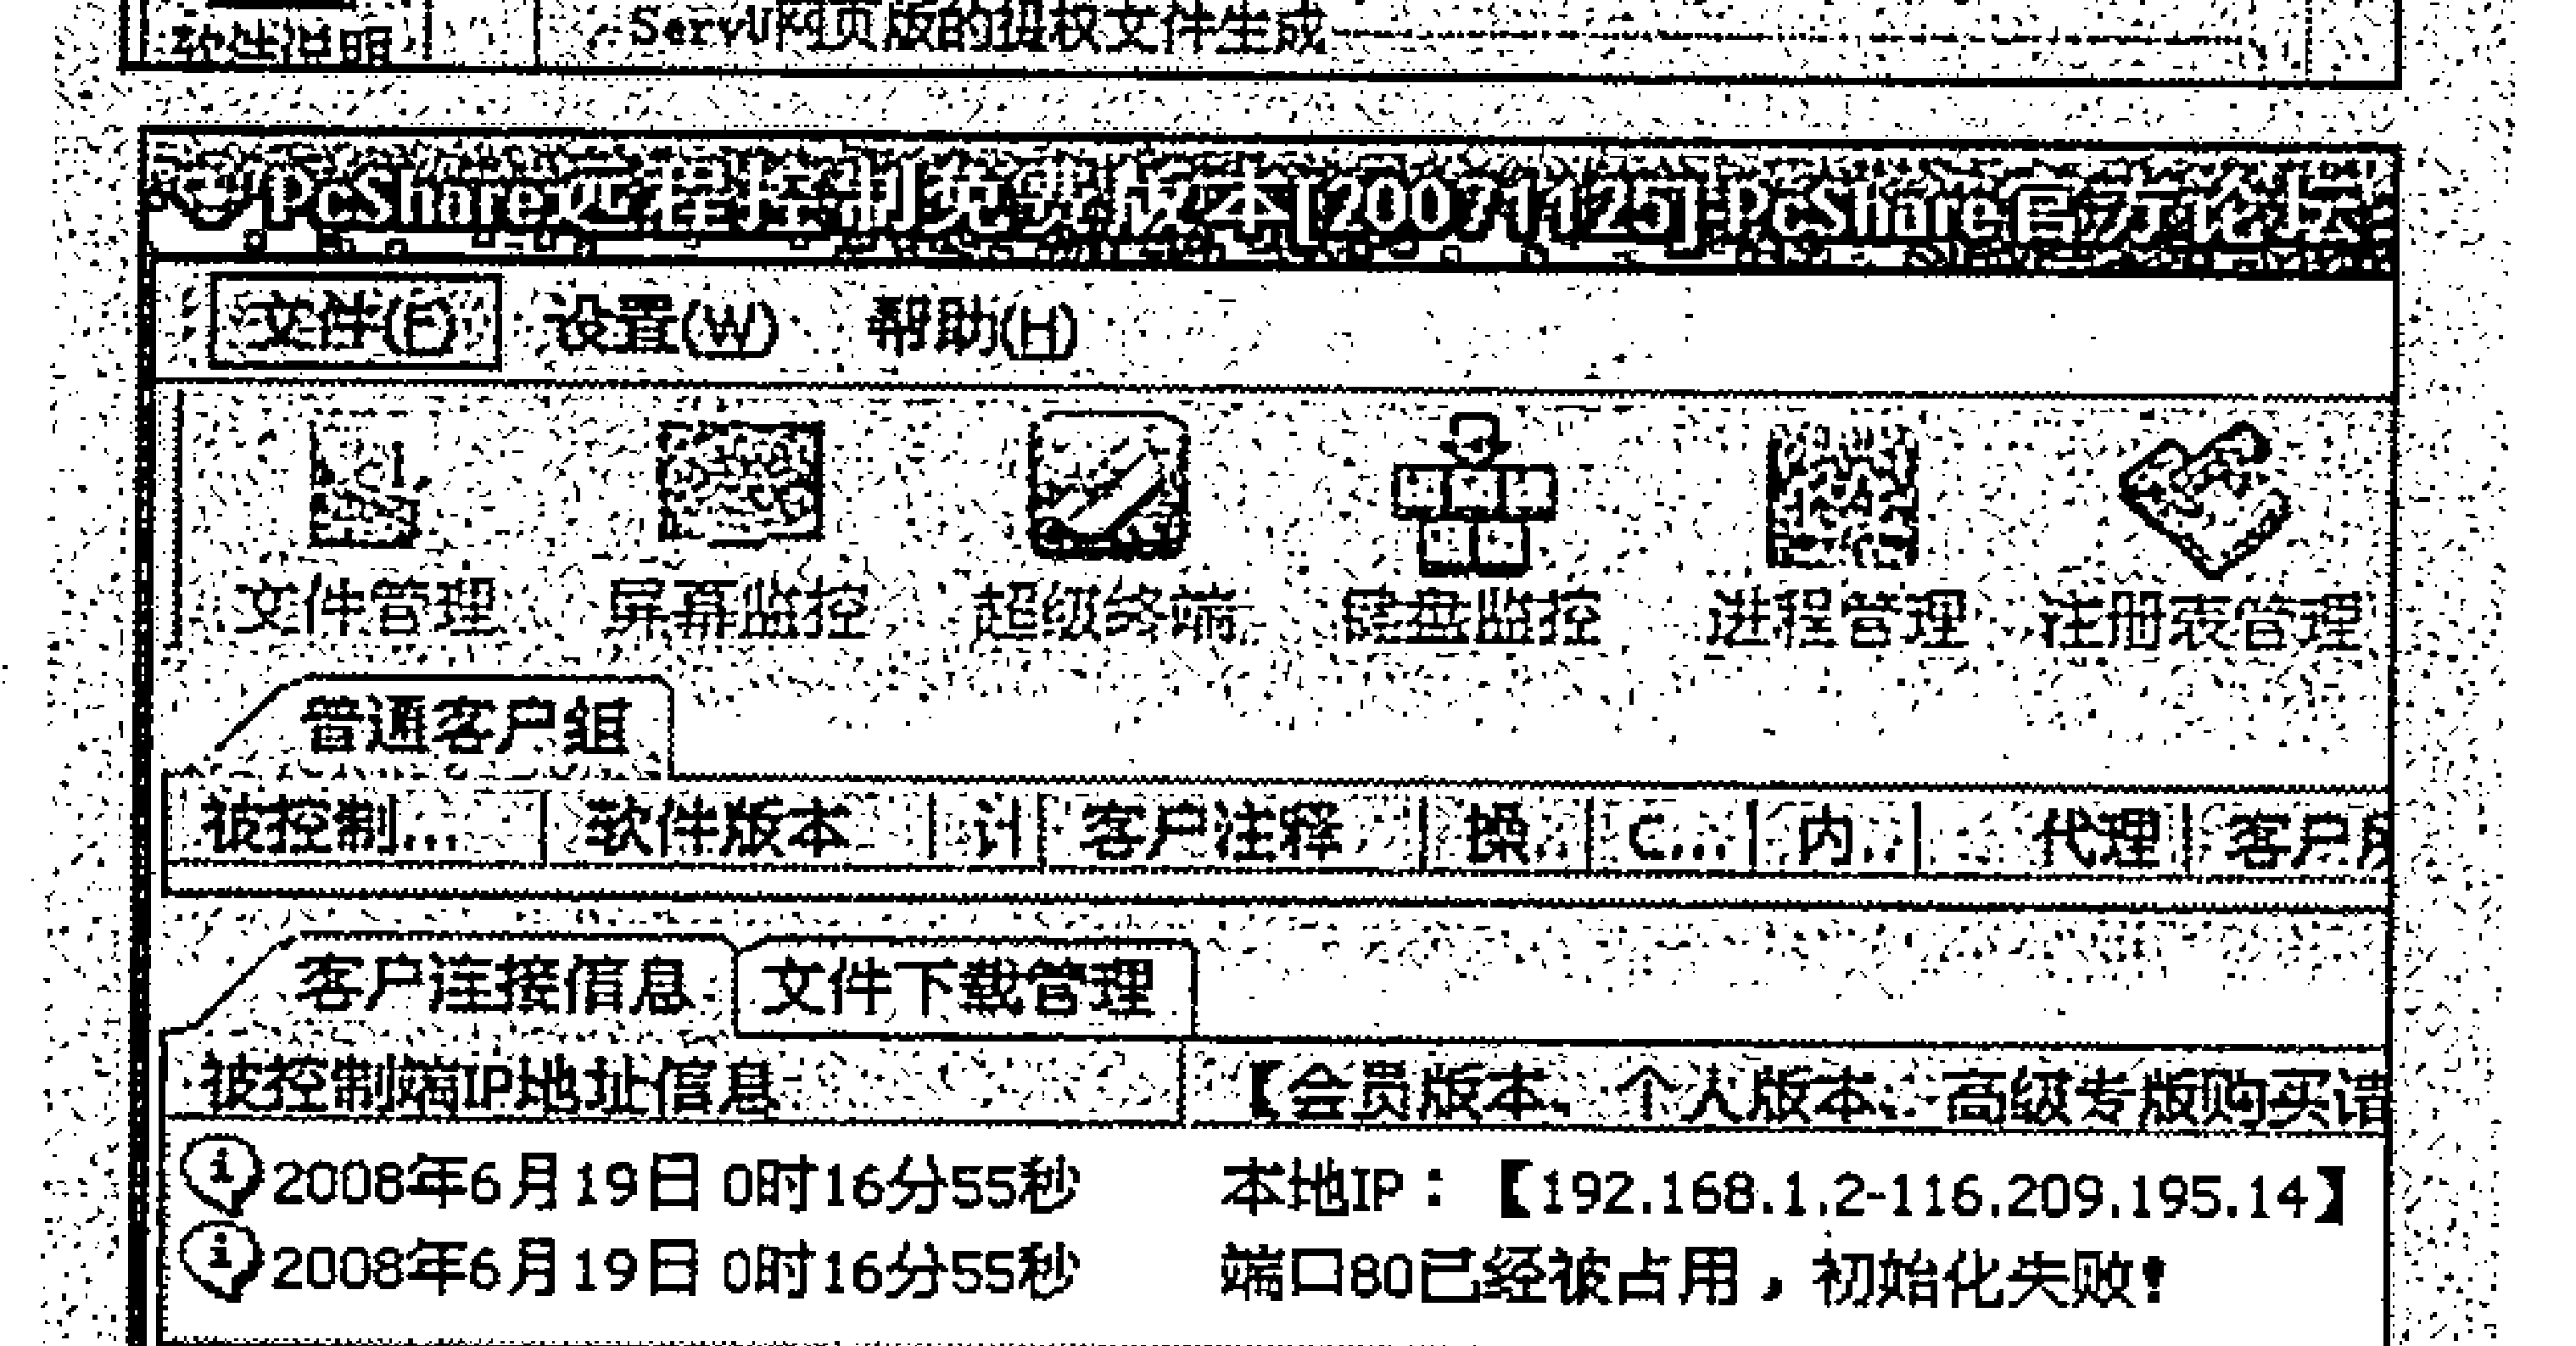 软件说明 ServU网页版的提权文件生成
PcShare远程控制免费版本[20071125]-PcShare官方论坛
文件(F) 设置(W) 帮助(H)
文件管理 屏幕监控 超级终端 键盘监控 进程管理 注册表管理
普通客户组
被控制... 软件版本 计 客户注释 操.. C... 内.. 代理 客户
客户连接信息 文件下载管理
被控制端IP地址信息 【会员版本、个人版本、高级专版购买请
2008年6月19日 0时16分55秒 本地IP：【192.168.1.2-116.209.195.14】
2008年6月19日 0时16分55秒 端口80已经被占用，初始化失败!